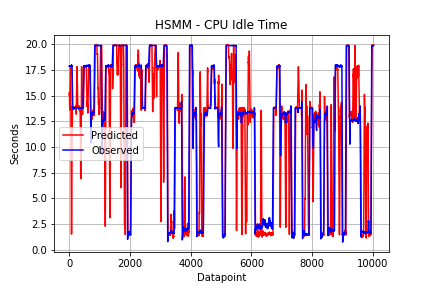 HSMM - CPU Idle Time
20.0
17.5
15.0
12.5
10.0
7.5
5.0
2.5
0.0
Seconds
Predicted
Observed
0 2000 4000 6000 8000 10000
Datapoint